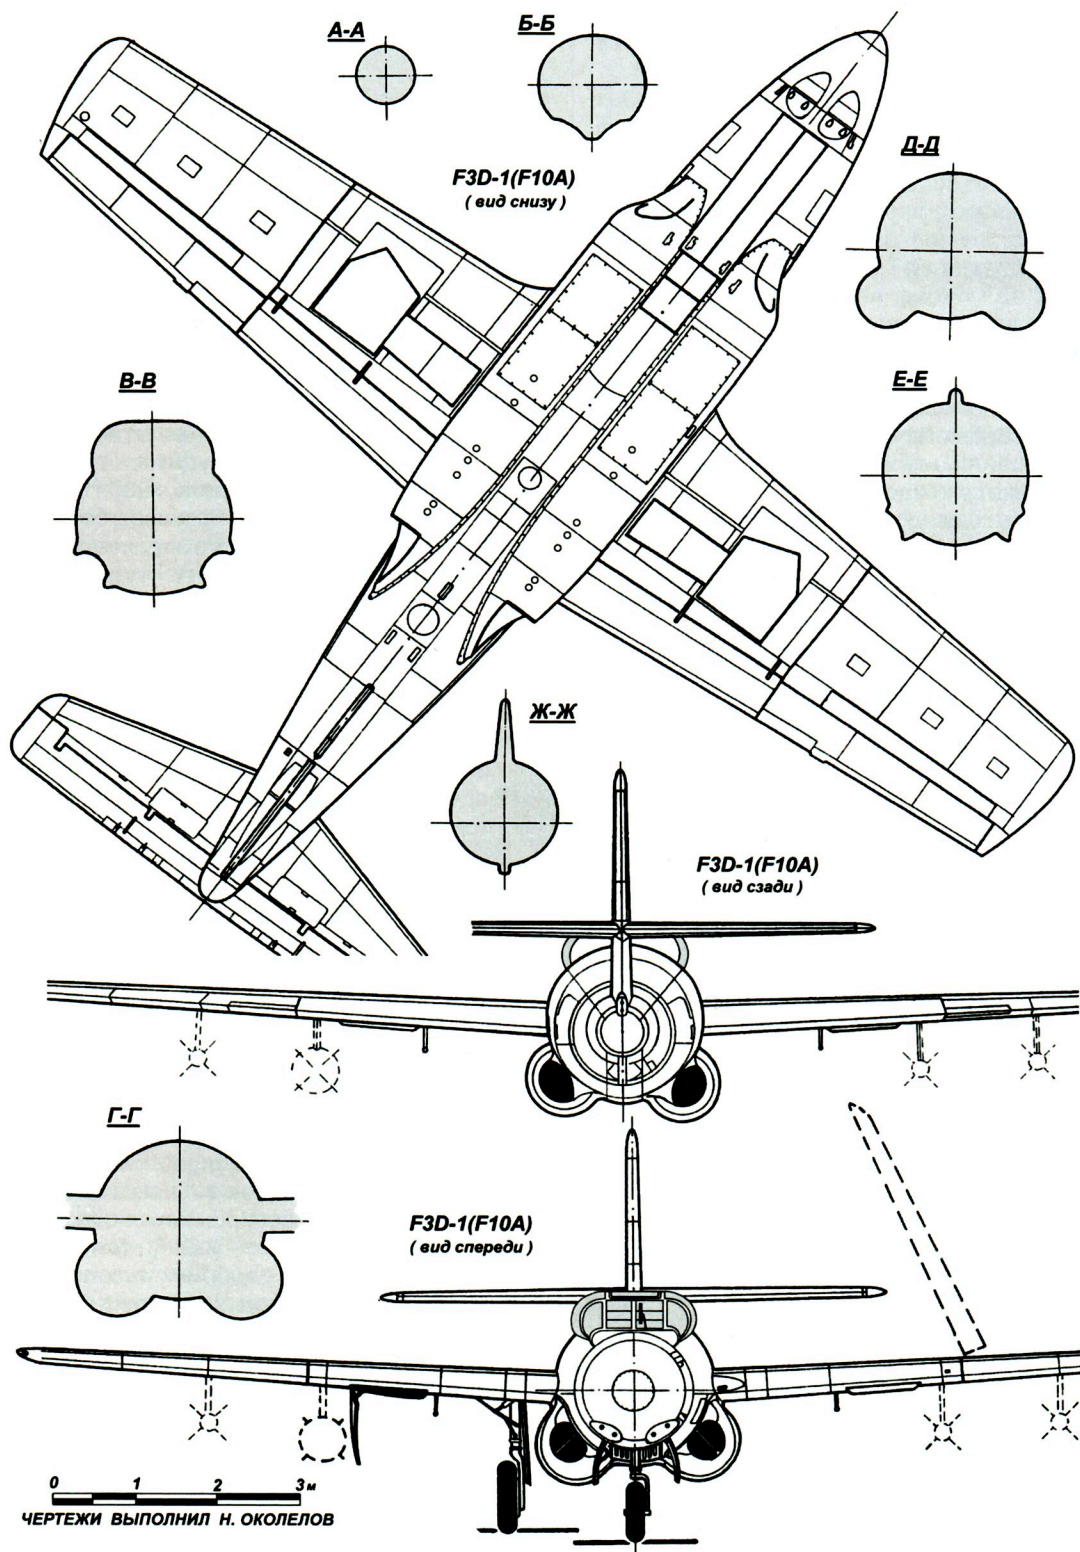 А-А
Б-Б
F3D-1(F10A)
( вид снизу )
Д-Д
В-В
Е-Е
Ж-Ж
F3D-1(F10A)
( вид сзади )
Г-Г
F3D-1(F10A)
( вид спереди )
0 1 2 3 м
ЧЕРТЕЖИ ВЫПОЛНИЛ Н. ОКОЛЕЛОВ